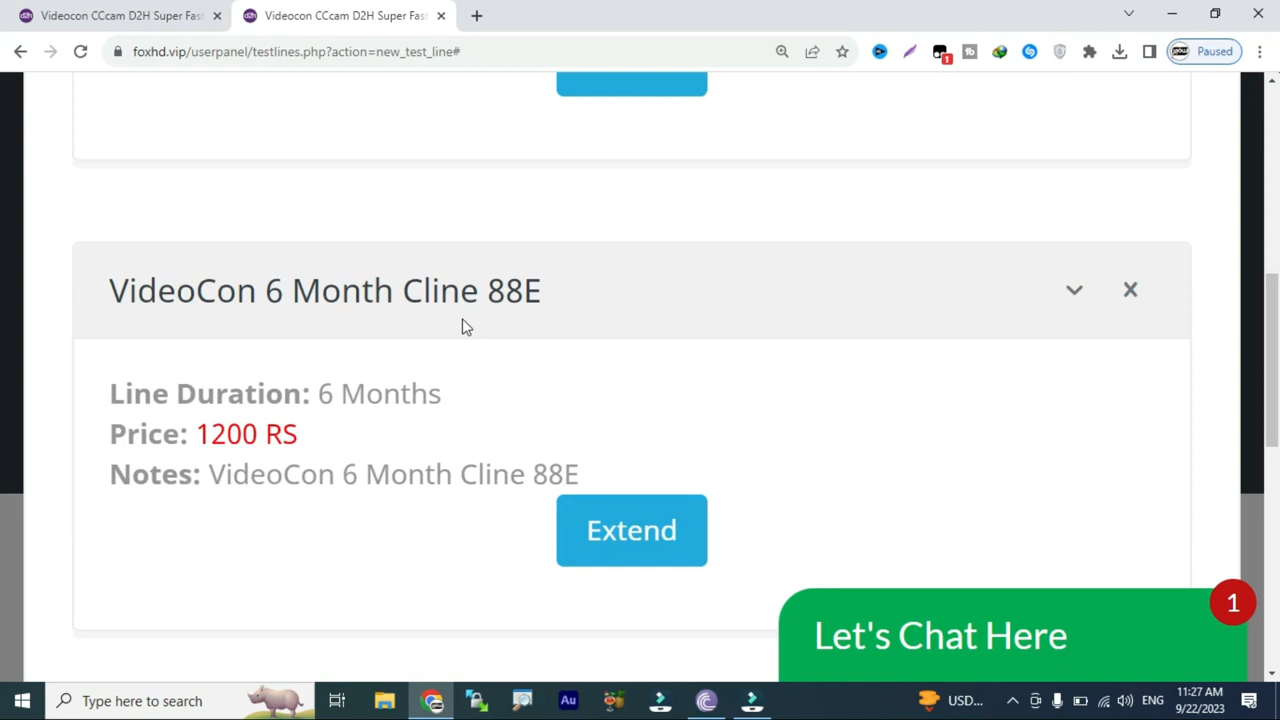 Videocon CCcam D2H Super Fast
Videocon CCcam D2H Super Fast
foxhd.vip/userpanel/testlines.php?action=new_test_line#
1
Paused
VideoCon 6 Month Cline 88E
Line Duration: 6 Months
Price: 1200 RS
Notes: VideoCon 6 Month Cline 88E
Extend
1
Let's Chat Here
Type here to search
Au
USD...
ENG
11:27 AM
9/22/2023